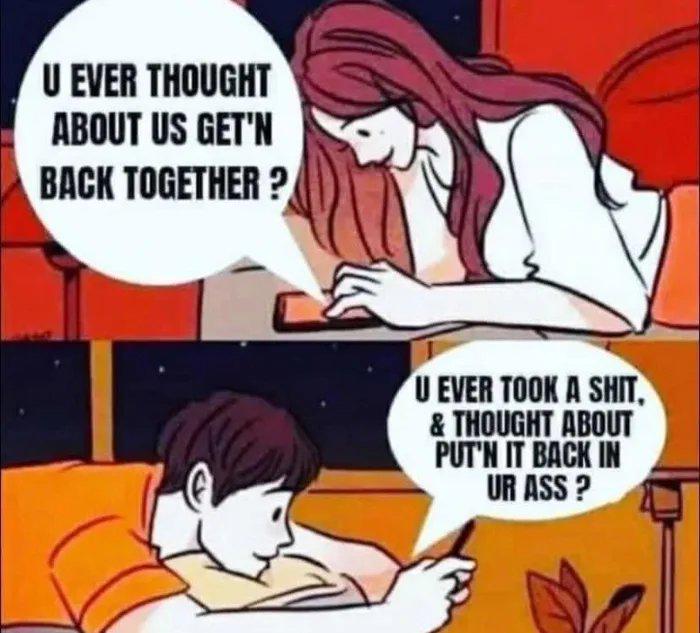 U EVER THOUGHT
ABOUT US GET'N
BACK TOGETHER ?
U EVER TOOK A SHIT,
& THOUGHT ABOUT
PUT'N IT BACK IN
UR ASS ?